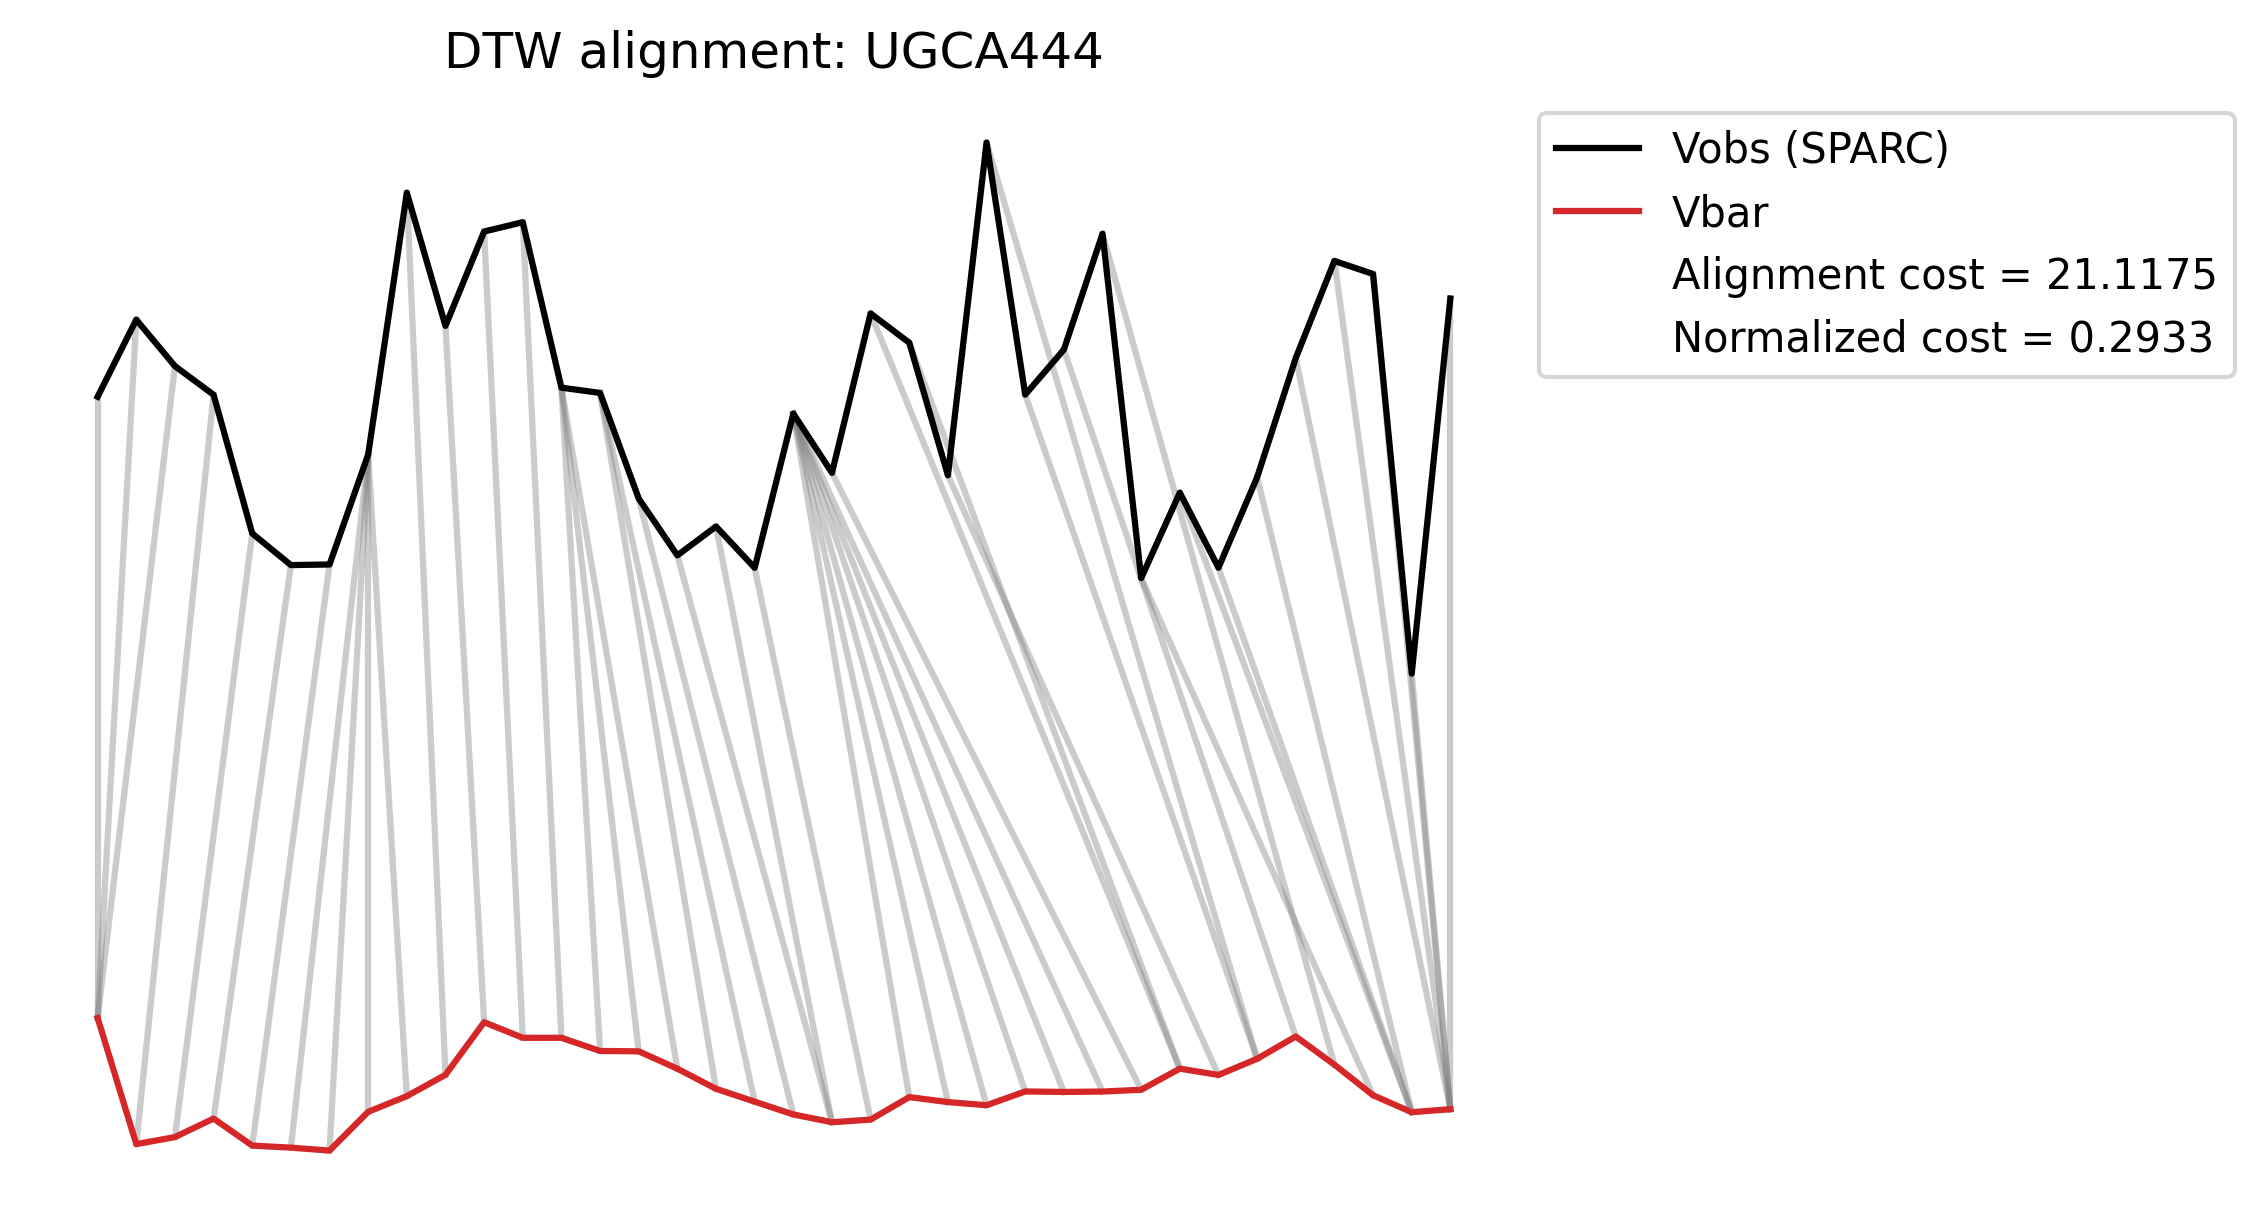 DTW alignment: UGCA444
Vobs (SPARC)
Vbar
Alignment cost = 21.1175
Normalized cost = 0.2933